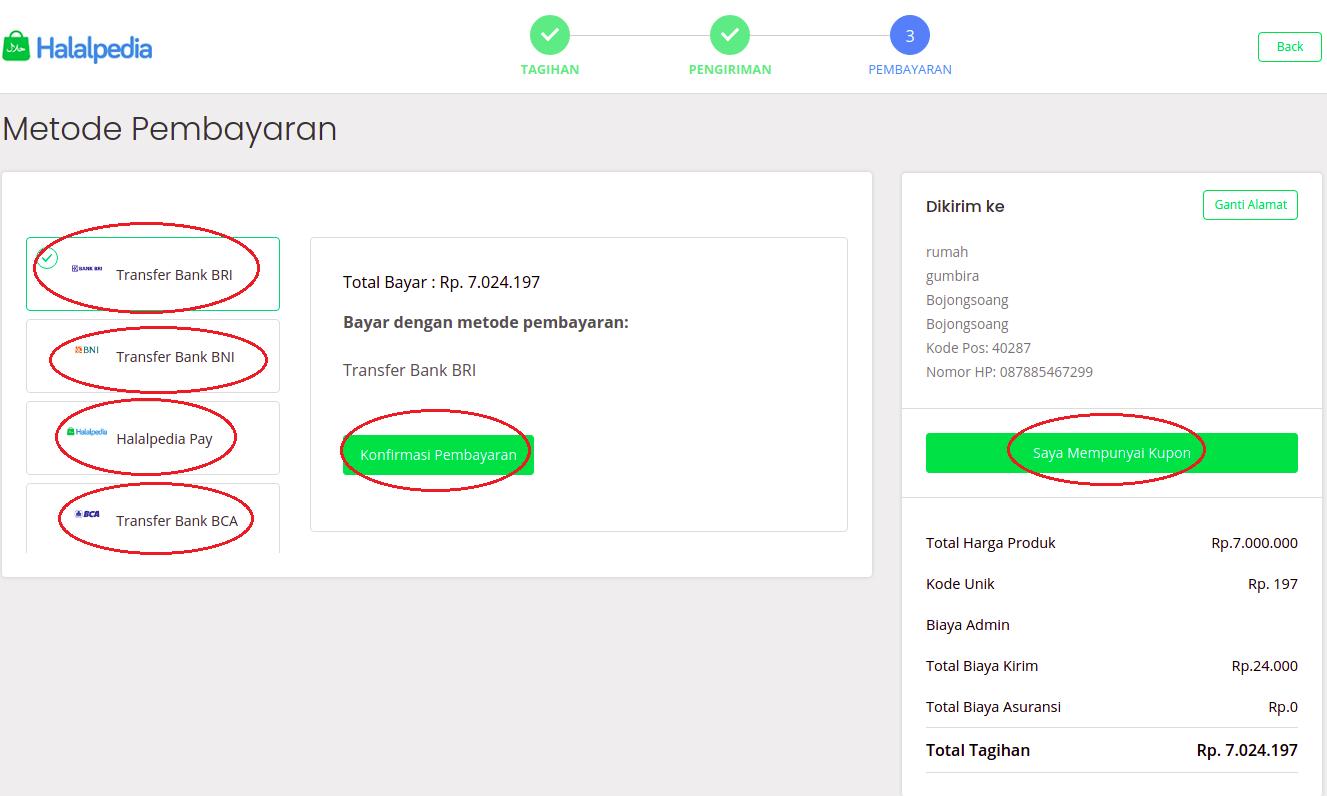 Halalpedia
3
TAGIHAN
PENGIRIMAN
PEMBAYARAN
Back
Metode Pembayaran
BANK BRI
Transfer Bank BRI
BNI
Transfer Bank BNI
Halalpedia
Halalpedia Pay
BCA
Transfer Bank BCA
Total Bayar : Rp. 7.024.197
Bayar dengan metode pembayaran:
Transfer Bank BRI
Konfirmasi Pembayaran
Dikirim ke
Ganti Alamat
rumah
gumbira
Bojongsoang
Bojongsoang
Kode Pos: 40287
Nomor HP: 087885467299
Saya Mempunyai Kupon
Total Harga Produk Rp.7.000.000
Kode Unik Rp. 197
Biaya Admin
Total Biaya Kirim Rp.24.000
Total Biaya Asuransi Rp.0
Total Tagihan Rp. 7.024.197